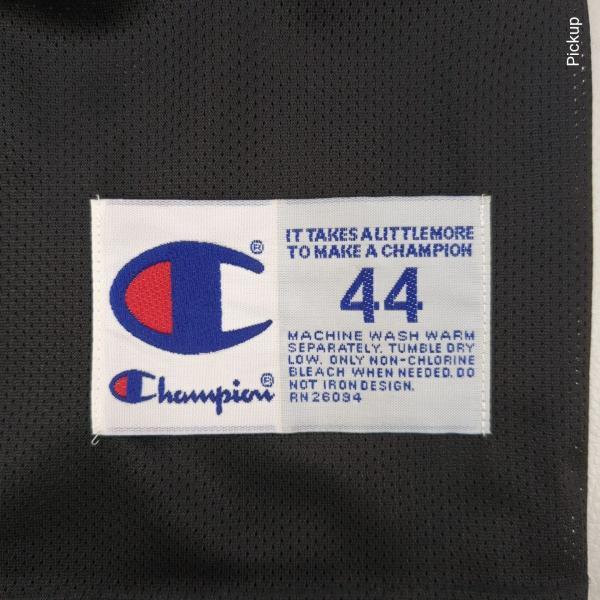 Pickup
IT TAKES A LITTLE MORE
TO MAKE A CHAMPION
44
MACHINE WASH WARM
SEPARATELY. TUMBLE DRY
LOW. ONLY NON-CHLORINE
BLEACH WHEN NEEDED. DO
NOT IRON DESIGN.
RN 26094
®
Champion®